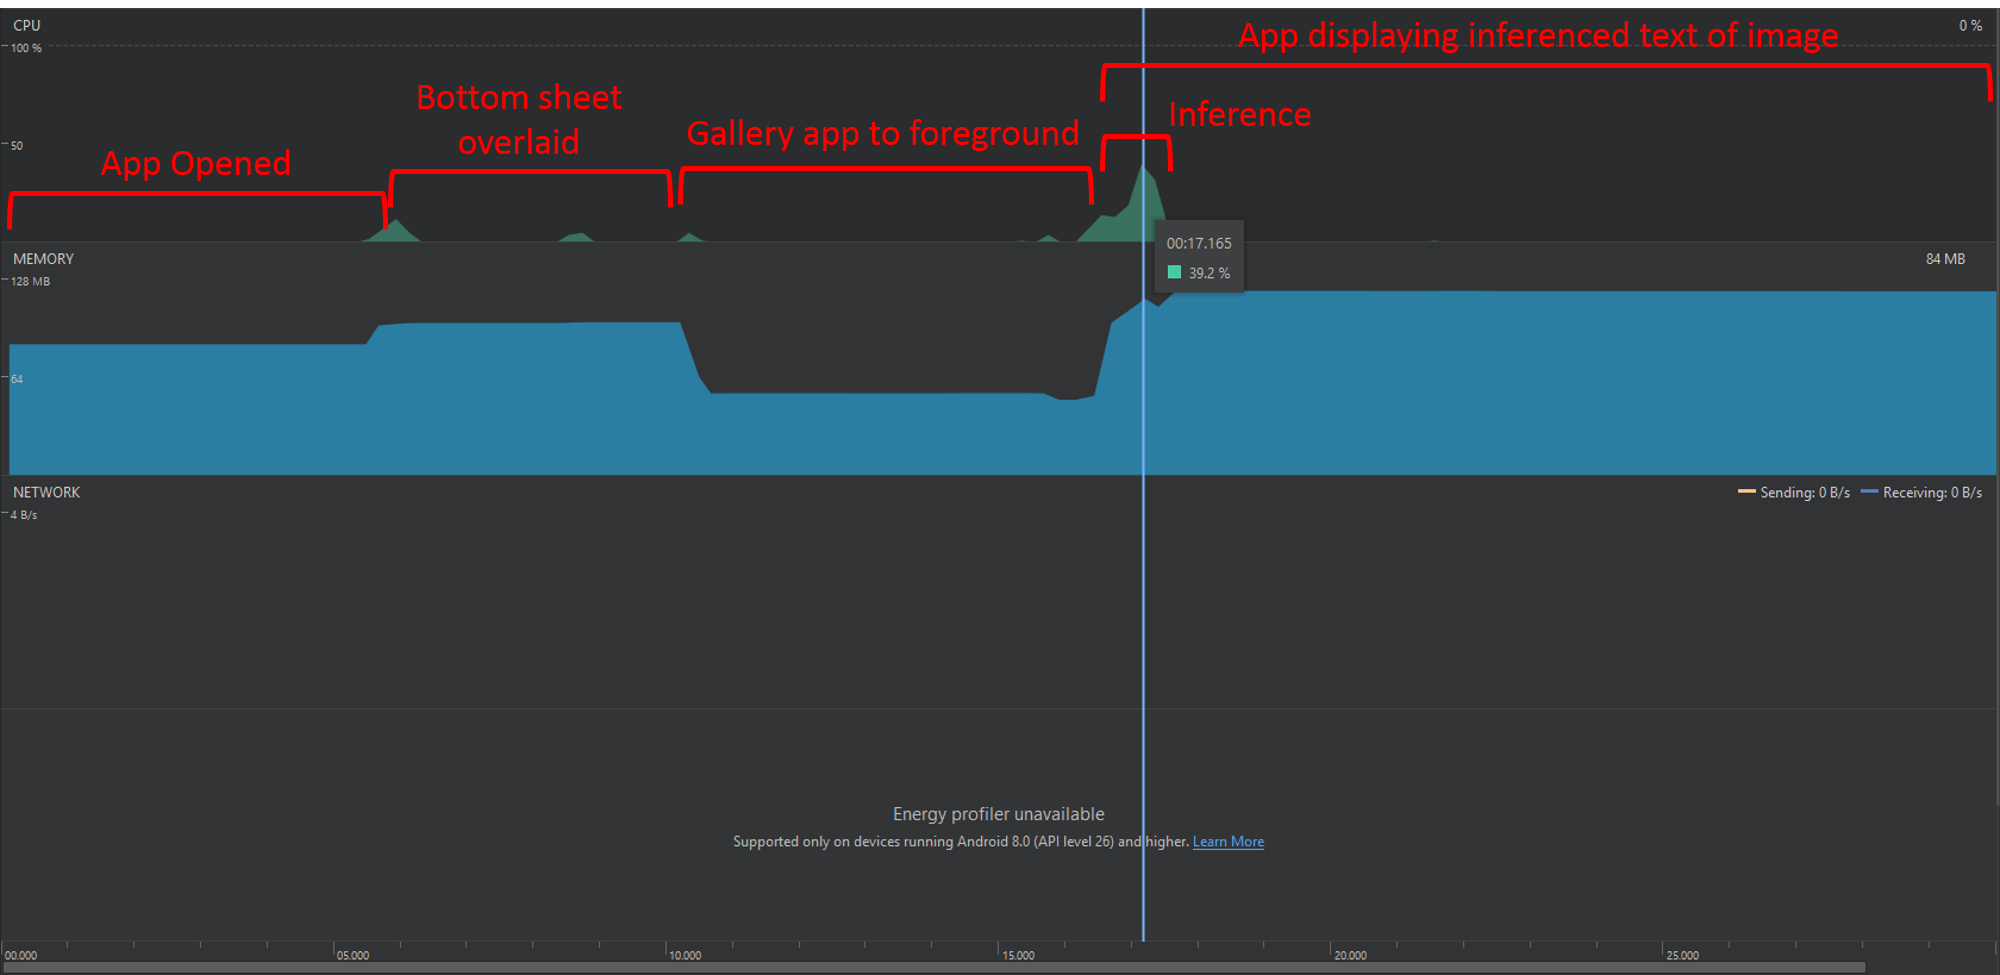 CPU
0 %
100 %
App displaying inferenced text of image
Bottom sheet
overlaid
Inference
Gallery app to foreground
50
App Opened
00:17.165
39.2 %
MEMORY
84 MB
128 MB
64
NETWORK
Sending: 0 B/s
Receiving: 0 B/s
4 B/s
Energy profiler unavailable
Supported only on devices running Android 8.0 (API level 26) and higher. Learn More
00.000
05.000
10.000
15.000
20.000
25.000